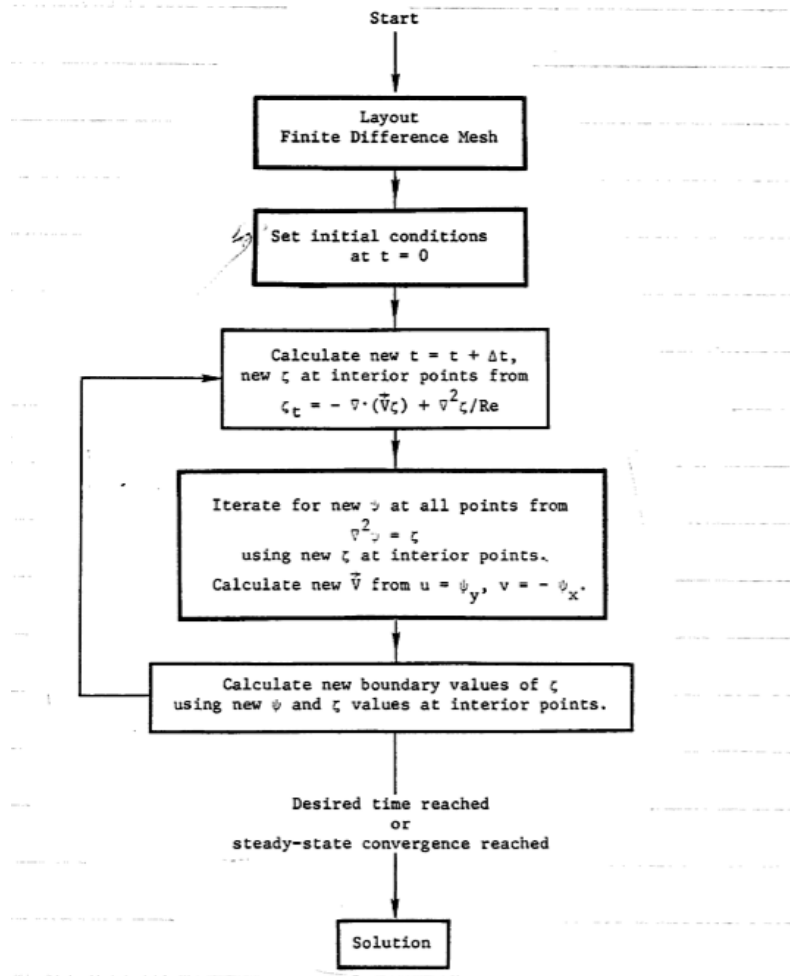 Start
Layout
Finite Difference Mesh
Set initial conditions
at t = 0
Calculate new t = t + Δt,
new ζ at interior points from
ζ_t = - ∇·(V⃗ζ) + ∇²ζ/Re
Iterate for new ψ at all points from
∇²ψ = ζ
using new ζ at interior points.
Calculate new V⃗ from u = ψ_y, v = - ψ_x.
Calculate new boundary values of ζ
using new ψ and ζ values at interior points.
Desired time reached
or
steady-state convergence reached
Solution